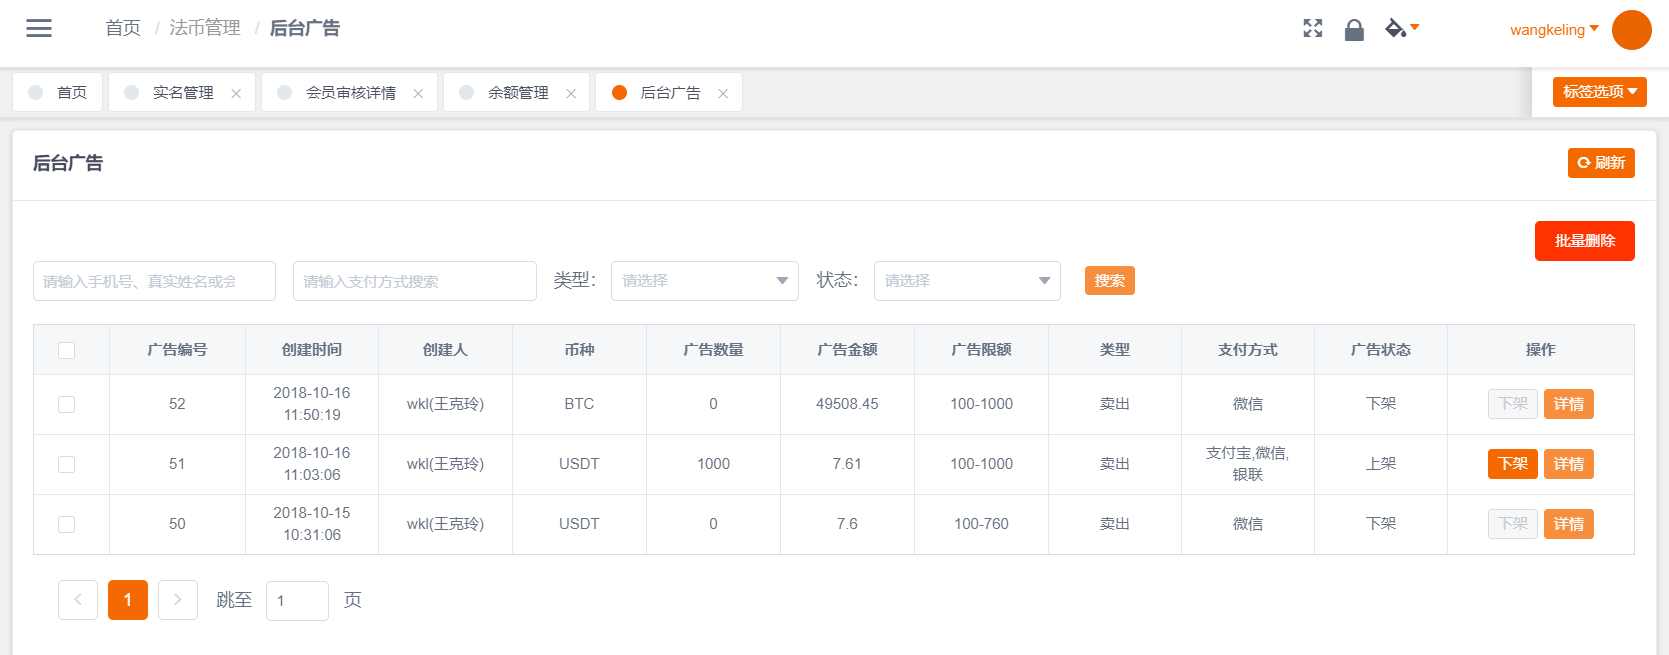 首页 / 法币管理 / 后台广告
wangkeling
首页 实名管理 × 会员审核详情 × 余额管理 × 后台广告 ×
标签选项
后台广告
刷新
批量删除
请输入手机号、真实姓名或会 请输入支付方式搜索 类型： 请选择 状态： 请选择 搜索
广告编号 创建时间 创建人 币种 广告数量 广告金额 广告限额 类型 支付方式 广告状态 操作
52 2018-10-16 11:50:19 wkl(王克玲) BTC 0 49508.45 100-1000 卖出 微信 下架 下架 详情
51 2018-10-16 11:03:06 wkl(王克玲) USDT 1000 7.61 100-1000 卖出 支付宝,微信,银联 上架 下架 详情
50 2018-10-15 10:31:06 wkl(王克玲) USDT 0 7.6 100-760 卖出 微信 下架 下架 详情
< 1 > 跳至 1 页